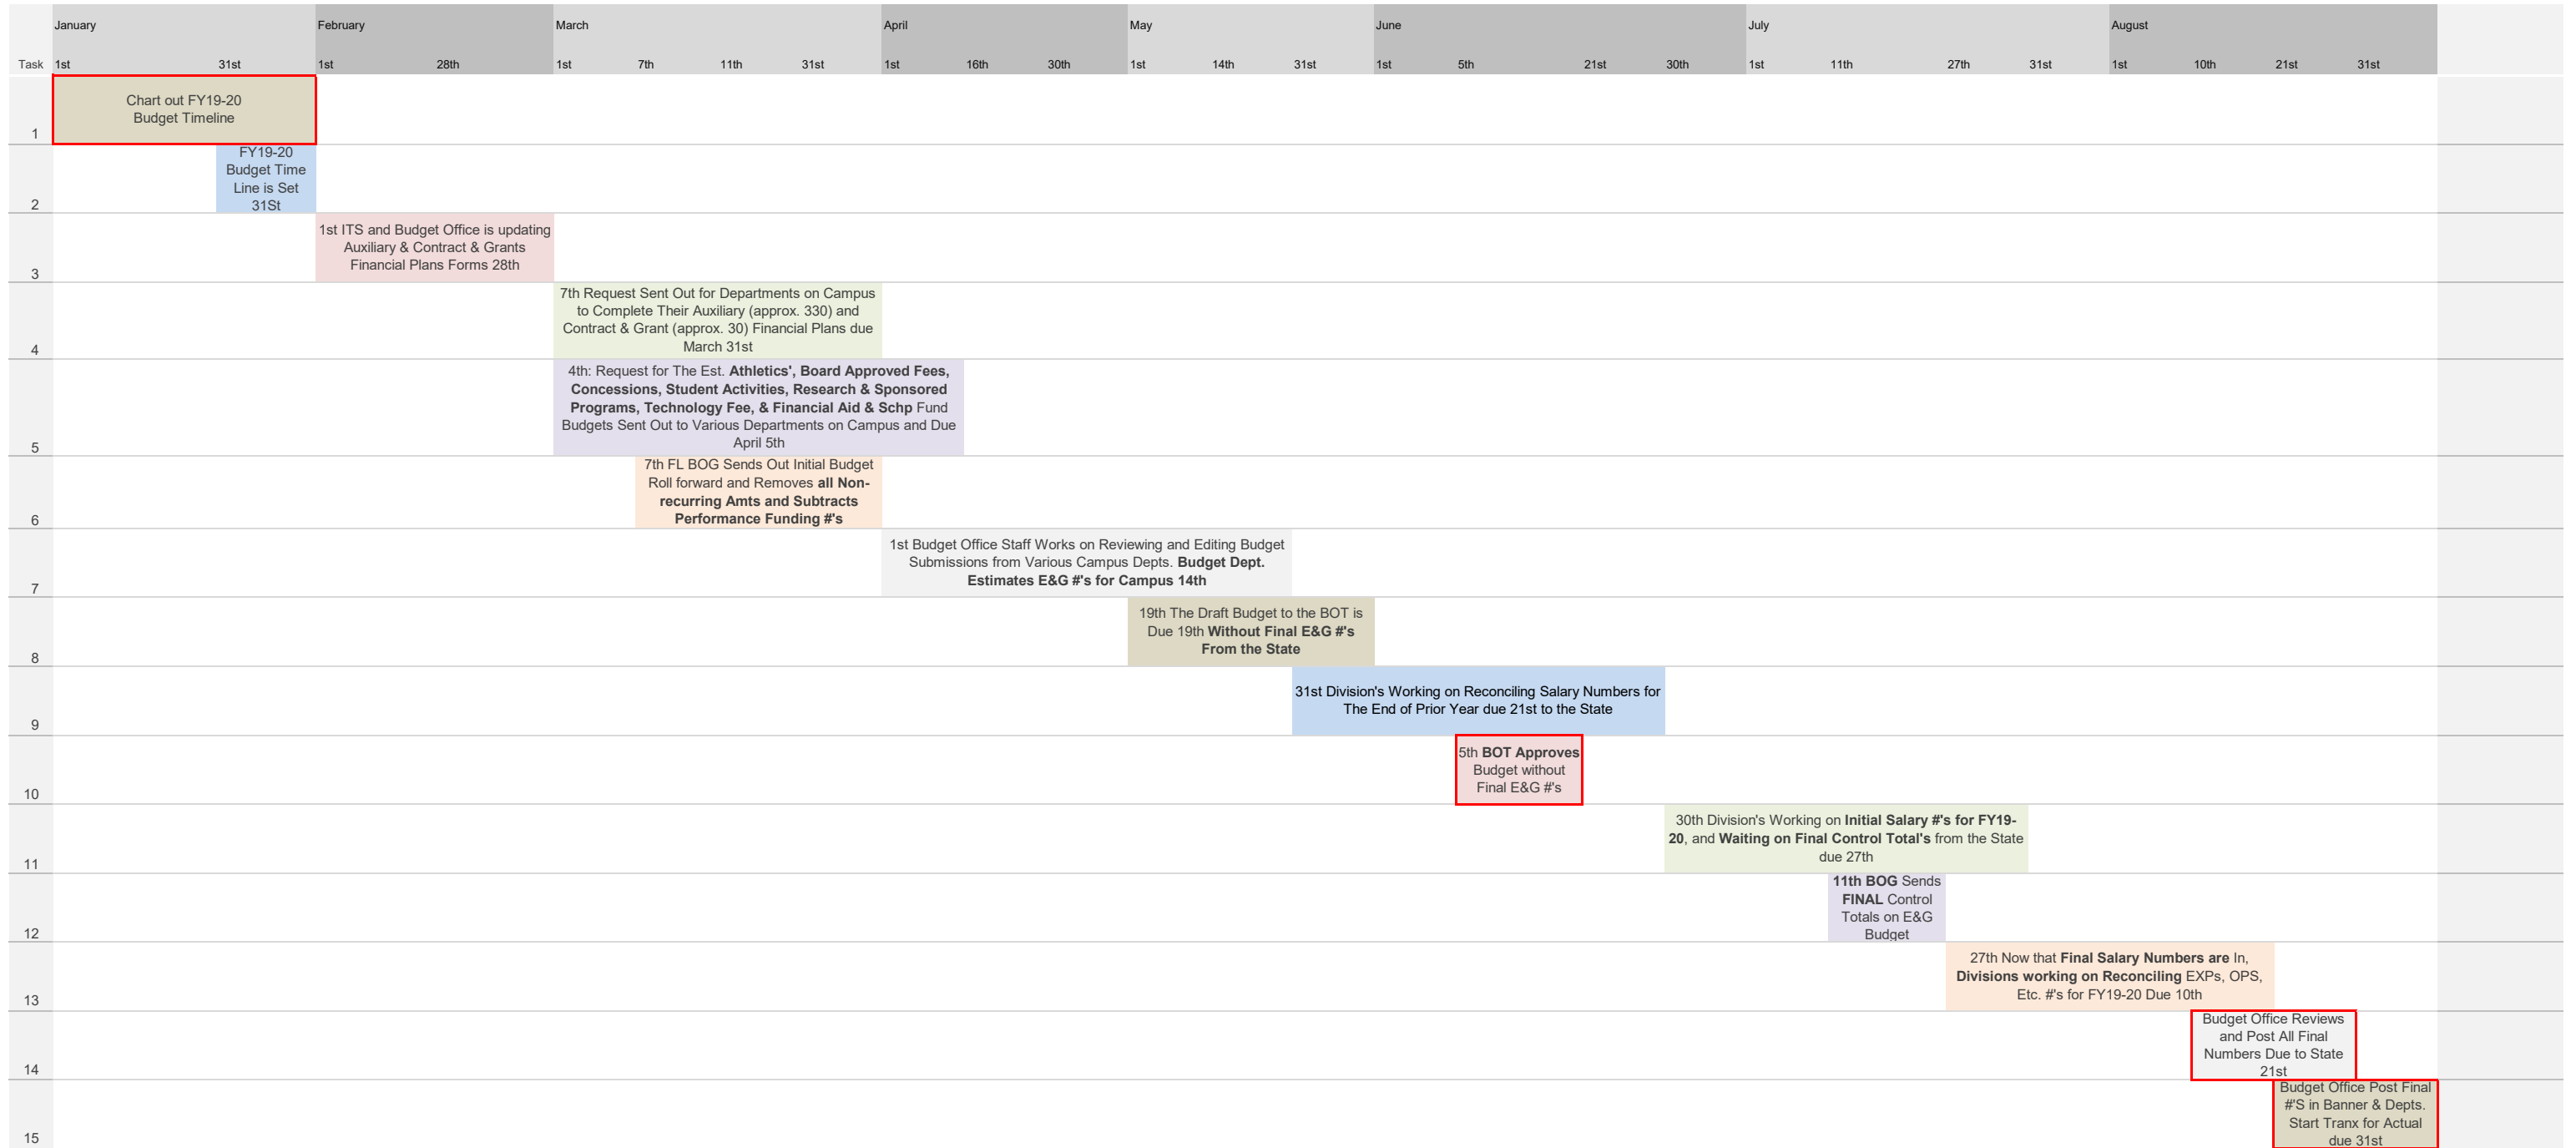 January February March April May June July August
Task 1st 31st 1st 28th 1st 7th 11th 31st 1st 16th 30th 1st 14th 31st 1st 5th 21st 30th 1st 11th 27th 31st 1st 10th 21st 31st
Chart out FY19-20
Budget Timeline
1
FY19-20
Budget Time
Line is Set
31St
2
1st ITS and Budget Office is updating
Auxiliary & Contract & Grants
Financial Plans Forms 28th
3
7th Request Sent Out for Departments on Campus
to Complete Their Auxiliary (approx. 330) and
Contract & Grant (approx. 30) Financial Plans due
March 31st
4
4th: Request for The Est. Athletics', Board Approved Fees,
Concessions, Student Activities, Research & Sponsored
Programs, Technology Fee, & Financial Aid & Schp Fund
Budgets Sent Out to Various Departments on Campus and Due
April 5th
5
7th FL BOG Sends Out Initial Budget
Roll forward and Removes all Non-
recurring Amts and Subtracts
Performance Funding #'s
6
1st Budget Office Staff Works on Reviewing and Editing Budget
Submissions from Various Campus Depts. Budget Dept.
Estimates E&G #'s for Campus 14th
7
19th The Draft Budget to the BOT is
Due 19th Without Final E&G #'s
From the State
8
31st Division's Working on Reconciling Salary Numbers for
The End of Prior Year due 21st to the State
9
5th BOT Approves
Budget without
Final E&G #'s
10
30th Division's Working on Initial Salary #'s for FY19-
20, and Waiting on Final Control Total's from the State
due 27th
11
11th BOG Sends
FINAL Control
Totals on E&G
Budget
12
27th Now that Final Salary Numbers are In,
Divisions working on Reconciling EXPs, OPS,
Etc. #'s for FY19-20 Due 10th
13
Budget Office Reviews
and Post All Final
Numbers Due to State
21st
14
Budget Office Post Final
#'S in Banner & Depts.
Start Tranx for Actual
due 31st
15